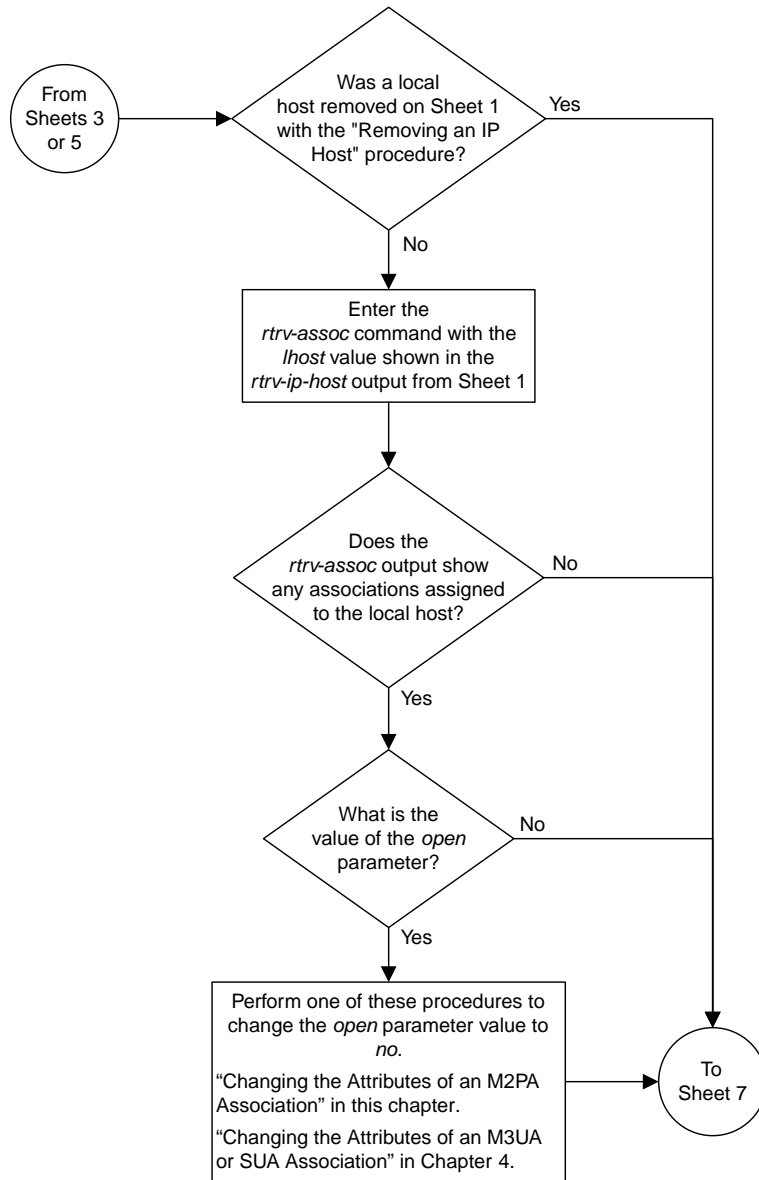 From
Sheets 3
or 5
Was a local
host removed on Sheet 1
with the "Removing an IP
Host" procedure?
Yes
No
Enter the
rtrv-assoc command with the
lhost value shown in the
rtrv-ip-host output from Sheet 1
Does the
rtrv-assoc output show
any associations assigned
to the local host?
No
Yes
What is the
value of the open
parameter?
No
Yes
Perform one of these procedures to
change the open parameter value to
no.
“Changing the Attributes of an M2PA
Association” in this chapter.
“Changing the Attributes of an M3UA
or SUA Association” in Chapter 4.
To
Sheet 7